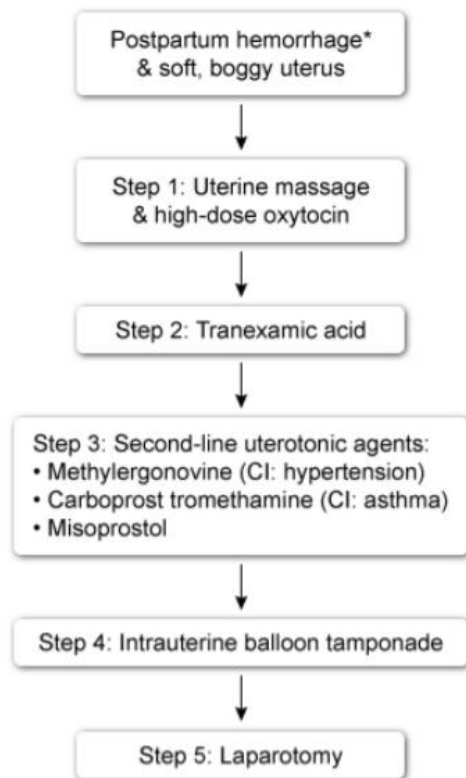 Postpartum hemorrhage*
& soft, boggy uterus
Step 1: Uterine massage
& high-dose oxytocin
Step 2: Tranexamic acid
Step 3: Second-line uterotonic agents:
• Methylergonovine (CI: hypertension)
• Carboprost tromethamine (CI: asthma)
• Misoprostol
Step 4: Intrauterine balloon tamponade
Step 5: Laparotomy